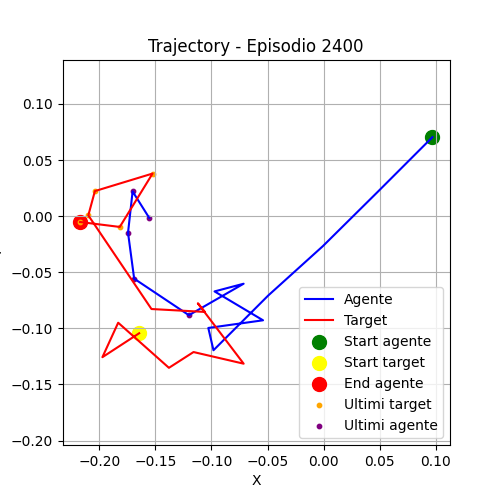 Trajectory - Episodio 2400
0.10
0.05
0.00
−0.05
−0.10
−0.15
−0.20
Agente
Target
Start agente
Start target
End agente
Ultimi target
Ultimi agente
−0.20 −0.15 −0.10 −0.05 0.00 0.05 0.10
X